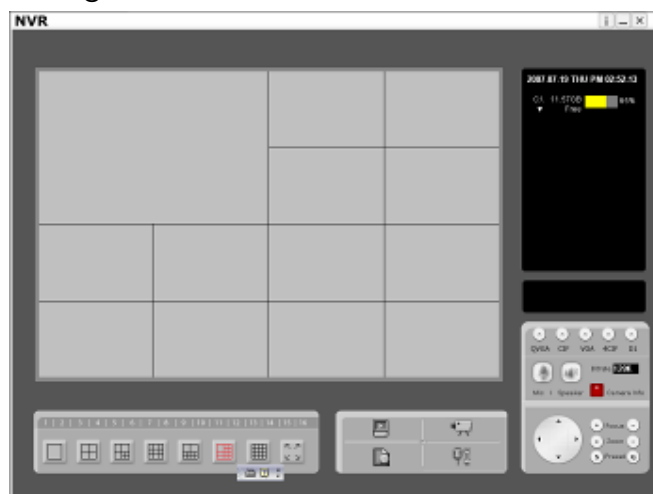 NVR
2007.07.19 THU PM 02:52:13
C:\ 11.57GB
Free
QVGA CIF VGA 4CIF D1
Mic Speaker Camera Info
Focus
Zoom
Preset
1 | 2 | 3 | 4 | 5 | 6 | 7 | 8 | 9 | 10 | 11 | 12 | 13 | 14 | 15 | 16